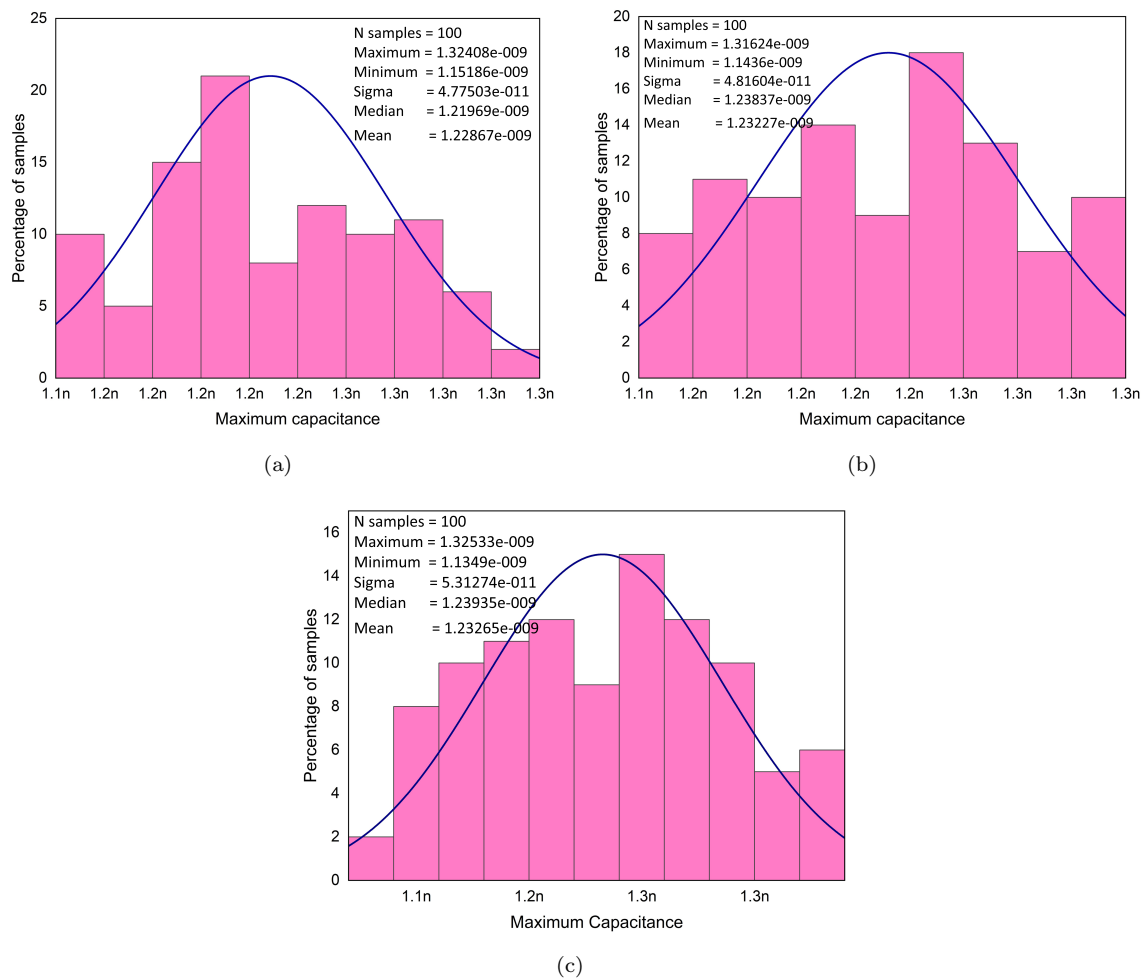 25
20
15
10
5
0
Percentage of samples
N samples = 100
Maximum = 1.32408e-009
Minimum = 1.15186e-009
Sigma = 4.77503e-011
Median = 1.21969e-009
Mean = 1.22867e-009
1.1n 1.2n 1.2n 1.2n 1.2n 1.2n 1.3n 1.3n 1.3n 1.3n 1.3n
Maximum capacitance
(a)
20
18
16
14
12
10
8
6
4
2
0
Percentage of samples
N samples = 100
Maximum = 1.31624e-009
Minimum = 1.1436e-009
Sigma = 4.81604e-011
Median = 1.23837e-009
Mean = 1.23227e-009
1.1n 1.2n 1.2n 1.2n 1.2n 1.2n 1.3n 1.3n 1.3n 1.3n
Maximum capacitance
(b)
16
14
12
10
8
6
4
2
0
Percentage of samples
N samples = 100
Maximum = 1.32533e-009
Minimum = 1.1349e-009
Sigma = 5.31274e-011
Median = 1.23935e-009
Mean = 1.23265e-009
1.1n 1.2n 1.3n 1.3n
Maximum Capacitance
(c)